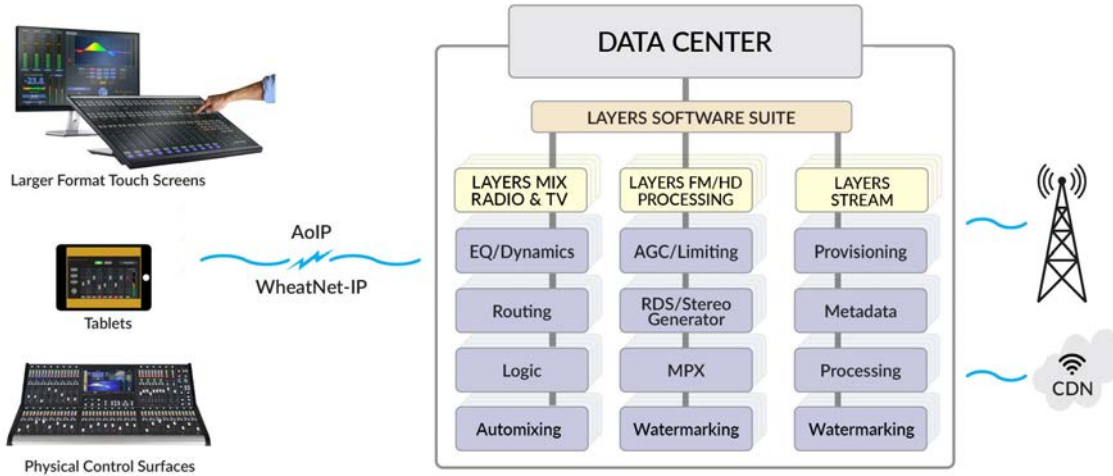 DATA CENTER
LAYERS SOFTWARE SUITE
Larger Format Touch Screens
LAYERS MIX
RADIO & TV
LAYERS FM/HD
PROCESSING
LAYERS
STREAM
AoIP
WheatNet-IP
EQ/Dynamics
AGC/Limiting
Provisioning
Tablets
Routing
RDS/Stereo
Generator
Metadata
Logic
MPX
Processing
CDN
Automixing
Watermarking
Watermarking
Physical Control Surfaces